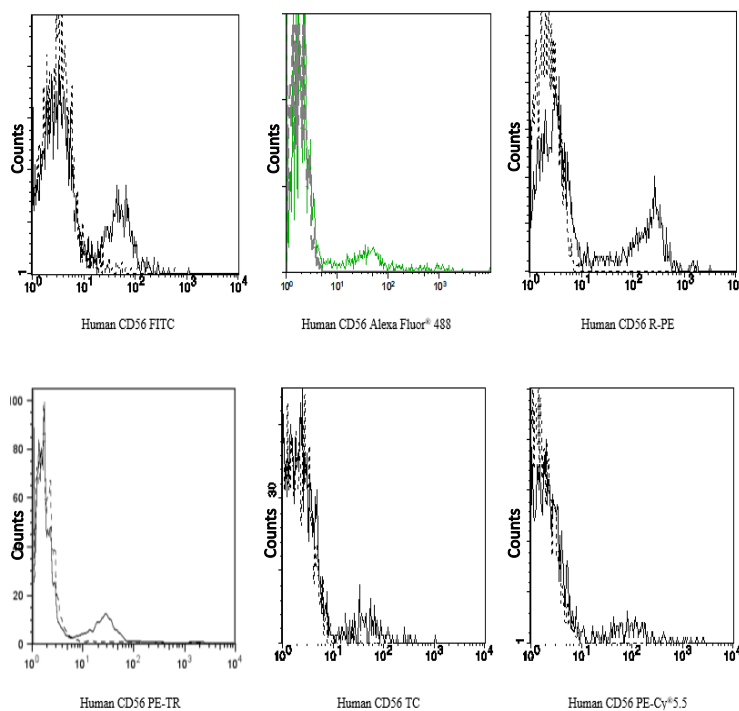 Counts
1
10⁰ 10¹ 10² 10³ 10⁴
Human CD56 FITC
Counts
10⁰ 10¹ 10² 10³
Human CD56 Alexa Fluor® 488
Counts
10⁰ 10¹ 10² 10³ 10
Human CD56 R-PE
Counts
100
80
60
40
20
0
10⁰ 10¹ 10² 10³ 10⁴
Human CD56 PE-TR
Counts
30
10⁰ 10¹ 10² 10³ 10⁴
Human CD56 TC
Counts
1
10⁰ 10¹ 10² 10³ 10⁴
Human CD56 PE-Cy®5.5